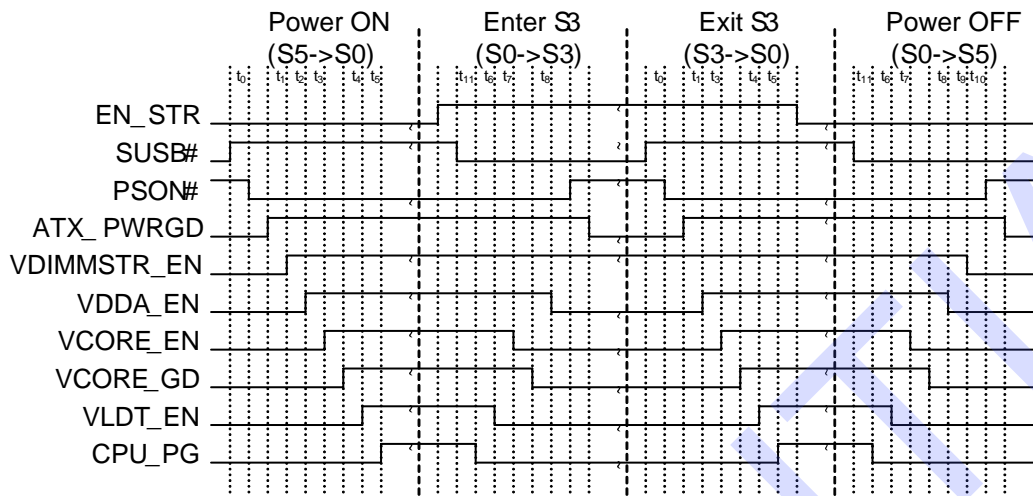 Power ON Enter S3 Exit S3 Power OFF
(S5->S0) (S0->S3) (S3->S0) (S0->S5)
t0 t1 t2 t3 t4 t5 t11 t6 t7 t8 t0 t1 t3 t4 t5 t11 t6 t7 t8 t9 t10
EN_STR
SUSB#
PSON#
ATX_ PWRGD
VDIMMSTR_EN
VDDA_EN
VCORE_EN
VCORE_GD
VLDT_EN
CPU_PG